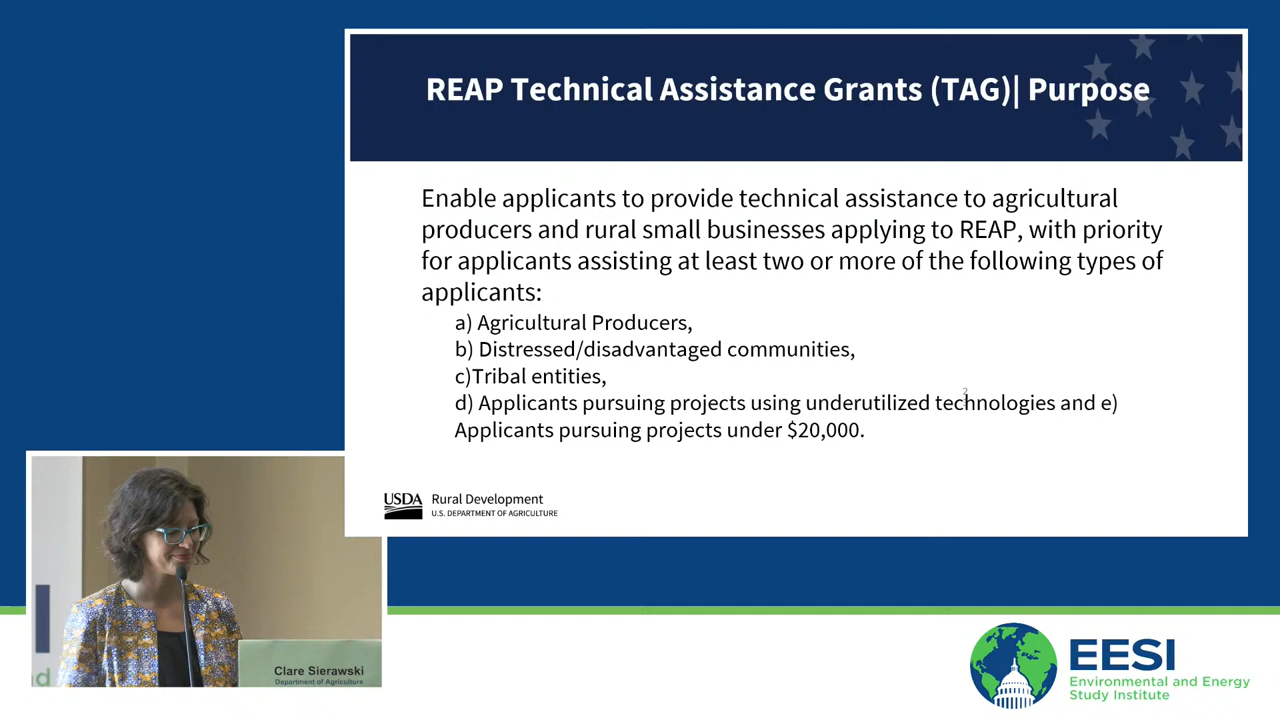 REAP Technical Assistance Grants (TAG)| Purpose
Enable applicants to provide technical assistance to agricultural
producers and rural small businesses applying to REAP, with priority
for applicants assisting at least two or more of the following types of
applicants:
a) Agricultural Producers,
b) Distressed/disadvantaged communities,
c)Tribal entities,
d) Applicants pursuing projects using underutilized technologies and e)
Applicants pursuing projects under $20,000.
2
USDA
Rural Development
U.S. DEPARTMENT OF AGRICULTURE
nd
Clare Sierawski
Department of Agriculture
EESI
Environmental and Energy
Study Institute